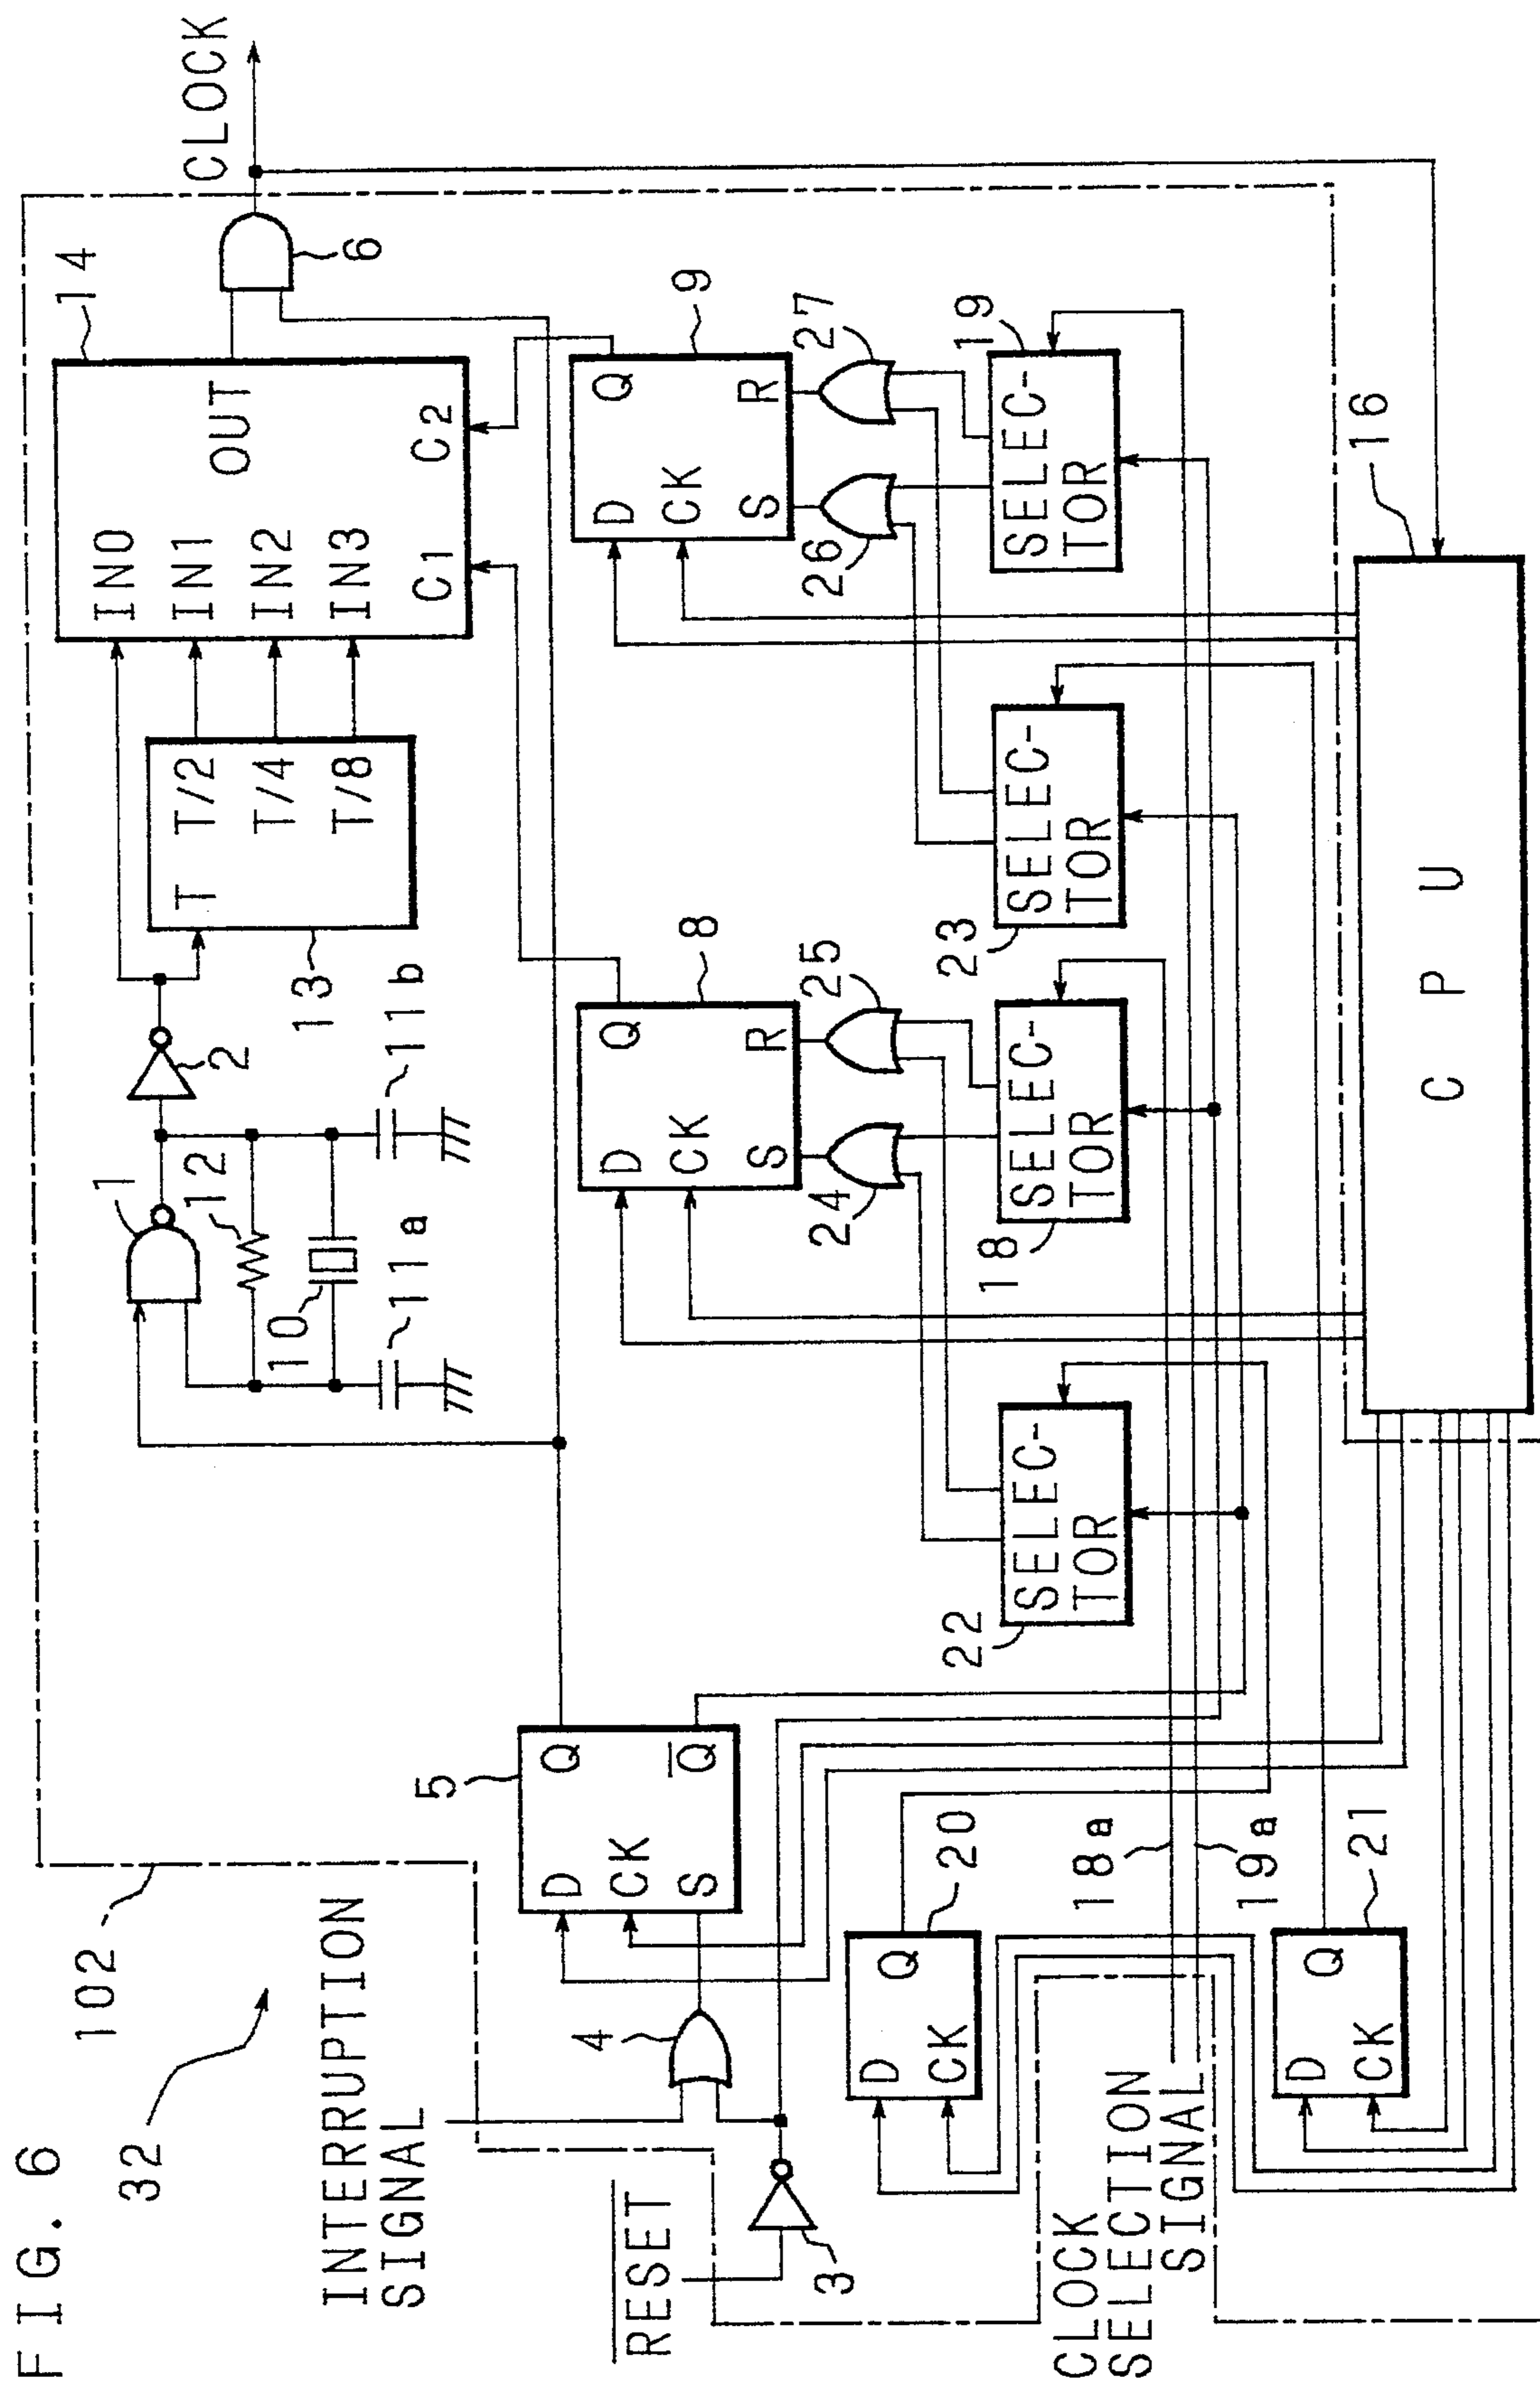 FIG. 6
32
102
INTERRUPTION
SIGNAL
RESET
3
4
CLOCK
SELECTION
SIGNAL
18a
19a
5
D
Q
CK
S
Q
20
D
Q
CK
21
D
Q
CK
1
12
10
11a
11b
2
13
T
T/2
T/4
T/8
14
IN0
IN1
IN2
IN3
OUT
C1
C2
6
CLOCK
8
D
Q
CK
S
R
9
D
Q
CK
S
R
24
25
26
27
22
SELEC-
TOR
18
SELEC-
TOR
23
SELEC-
TOR
19
SELEC-
TOR
16
CPU